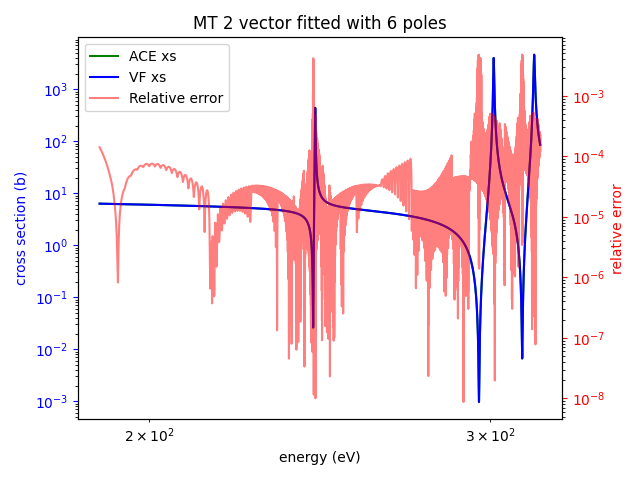 MT 2 vector fitted with 6 poles
ACE xs
VF xs
Relative error
cross section (b)
10³
10²
10¹
10⁰
10⁻¹
10⁻²
10⁻³
10⁻³
10⁻⁴
10⁻⁵
10⁻⁶
10⁻⁷
10⁻⁸
relative error
2 × 10²
3 × 10²
energy (eV)